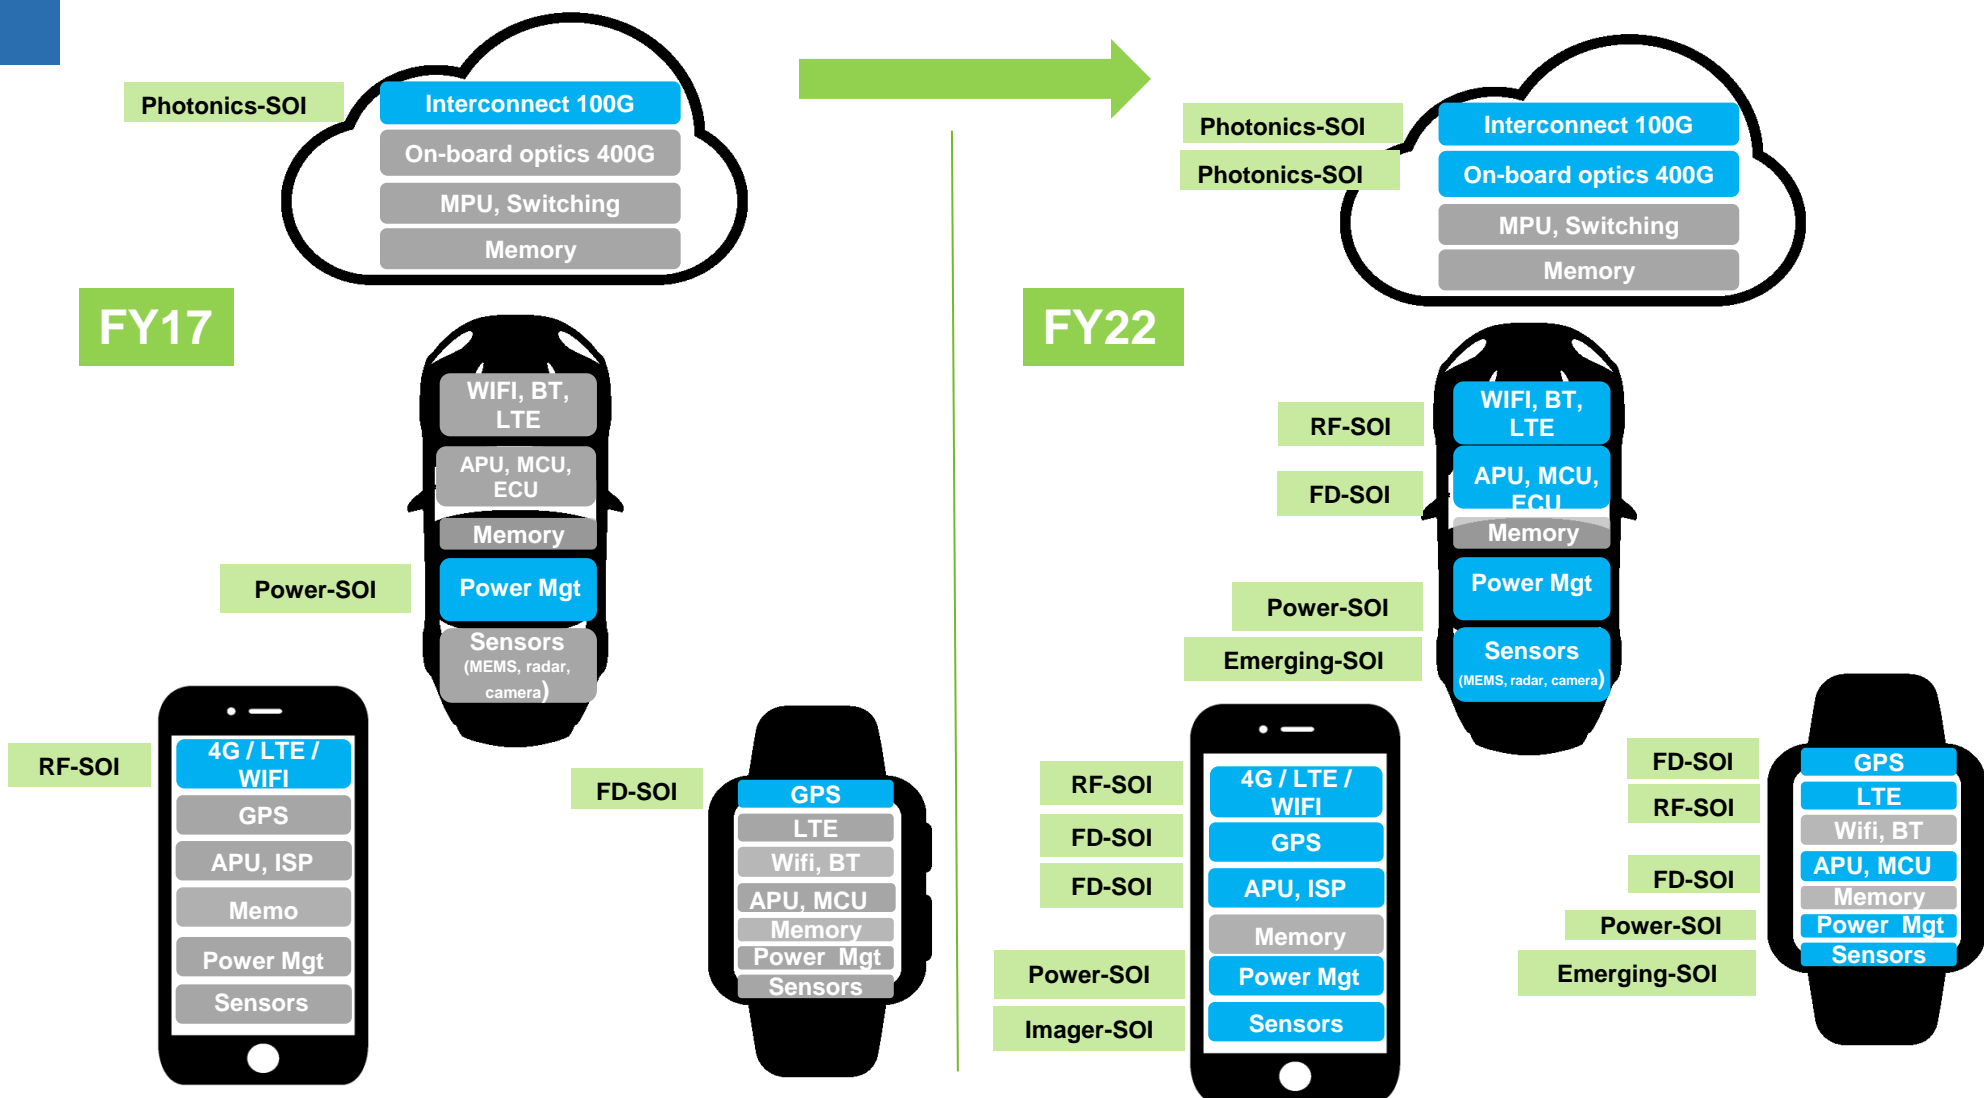 Photonics-SOI
Interconnect 100G
On-board optics 400G
MPU, Switching
Memory
FY17
WIFI, BT,
LTE
APU, MCU,
ECU
Memory
Power-SOI
Power Mgt
Sensors
(MEMS, radar,
camera)
RF-SOI
4G / LTE /
WIFI
GPS
APU, ISP
Memo
Power Mgt
Sensors
FD-SOI
GPS
LTE
Wifi, BT
APU, MCU
Memory
Power Mgt
Sensors
Photonics-SOI
Interconnect 100G
Photonics-SOI
On-board optics 400G
MPU, Switching
Memory
FY22
RF-SOI
WIFI, BT,
LTE
FD-SOI
APU, MCU,
ECU
Memory
Power-SOI
Power Mgt
Emerging-SOI
Sensors
(MEMS, radar, camera)
RF-SOI
4G / LTE /
WIFI
FD-SOI
GPS
FD-SOI
APU, ISP
Memory
Power-SOI
Power Mgt
Imager-SOI
Sensors
FD-SOI
GPS
RF-SOI
LTE
Wifi, BT
FD-SOI
APU, MCU
Memory
Power-SOI
Power Mgt
Emerging-SOI
Sensors